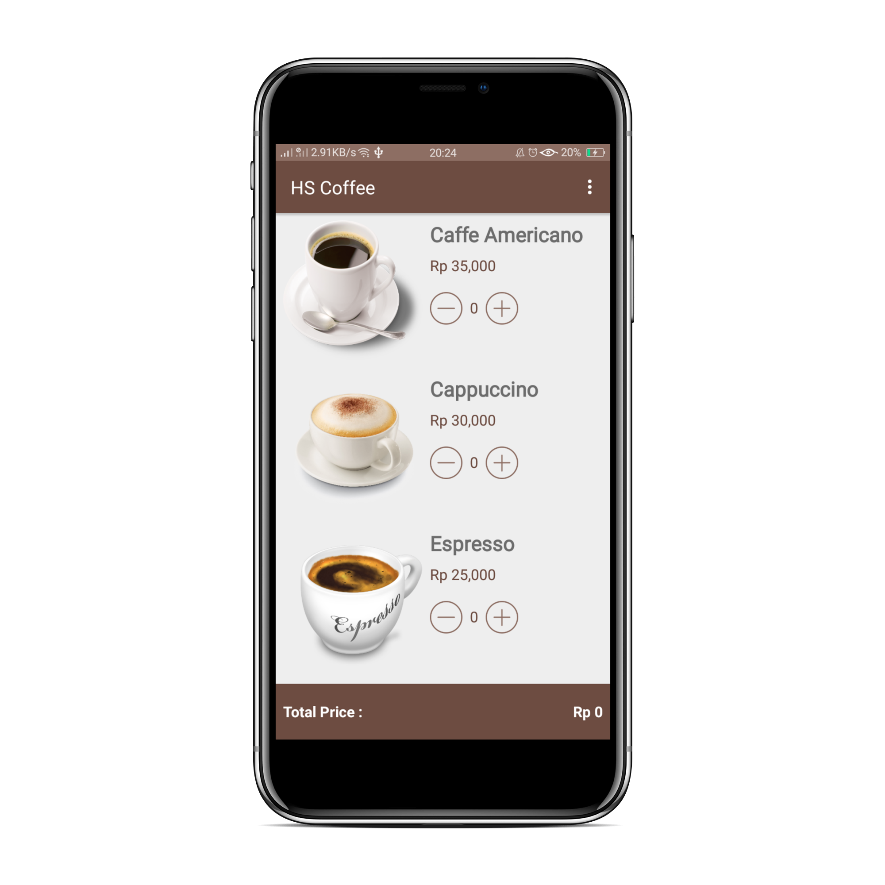 2.91KB/s 20:24 20%
HS Coffee
Caffe Americano
Rp 35,000
0
Cappuccino
Rp 30,000
0
Espresso
Rp 25,000
0
Espresso
Total Price : Rp 0